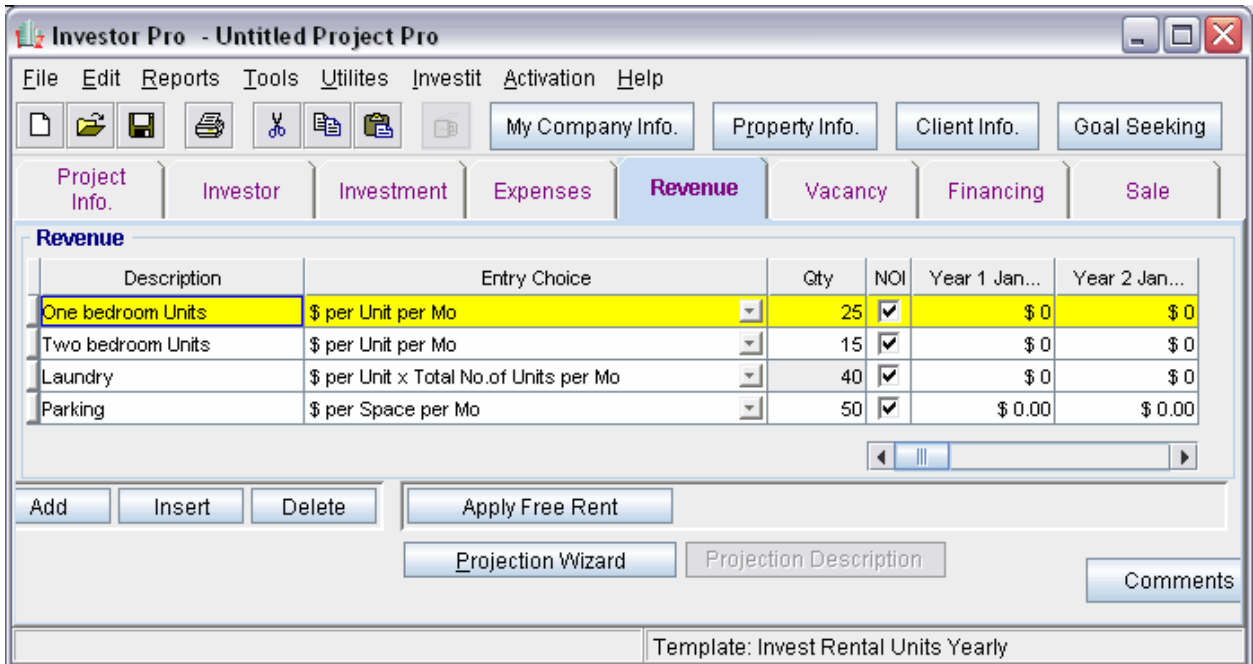 Investor Pro - Untitled Project Pro
File Edit Reports Tools Utilites Investit Activation Help
My Company Info. Property Info. Client Info. Goal Seeking
Project Info. Investor Investment Expenses Revenue Vacancy Financing Sale
Revenue
Description Entry Choice Qty NOI Year 1 Jan... Year 2 Jan...
One bedroom Units $ per Unit per Mo 25 $ 0 $ 0
Two bedroom Units $ per Unit per Mo 15 $ 0 $ 0
Laundry $ per Unit x Total No.of Units per Mo 40 $ 0 $ 0
Parking $ per Space per Mo 50 $ 0.00 $ 0.00
Add Insert Delete Apply Free Rent
Projection Wizard Projection Description
Comments
Template: Invest Rental Units Yearly